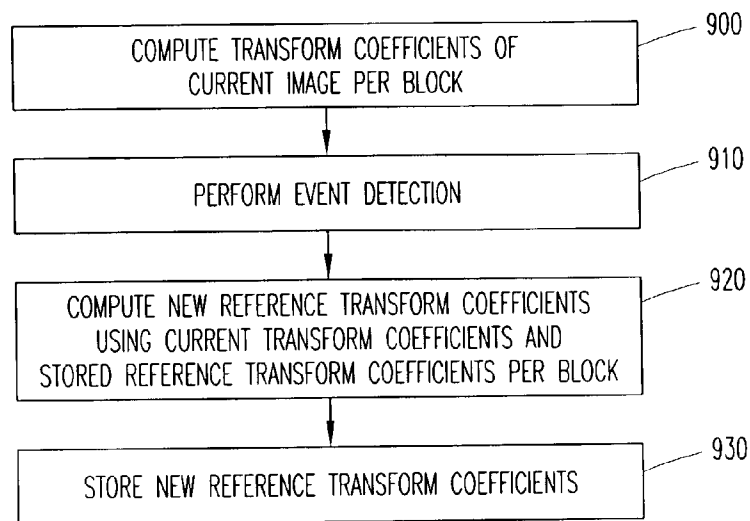 COMPUTE TRANSFORM COEFFICIENTS OF
CURRENT IMAGE PER BLOCK
900
PERFORM EVENT DETECTION
910
COMPUTE NEW REFERENCE TRANSFORM COEFFICIENTS
USING CURRENT TRANSFORM COEFFICIENTS AND
STORED REFERENCE TRANSFORM COEFFICIENTS PER BLOCK
920
STORE NEW REFERENCE TRANSFORM COEFFICIENTS
930